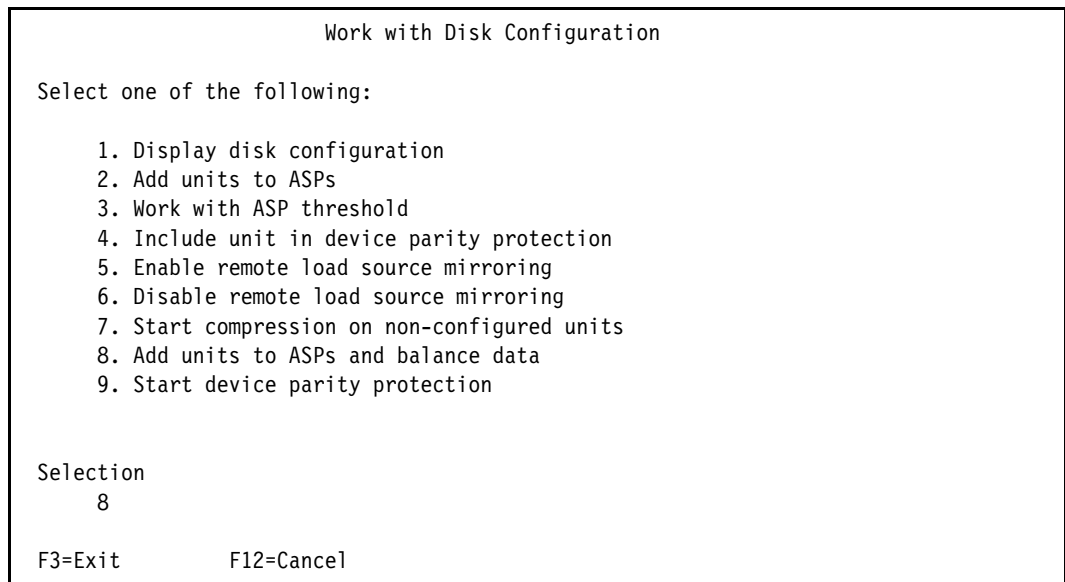 Work with Disk Configuration
Select one of the following:
1. Display disk configuration
2. Add units to ASPs
3. Work with ASP threshold
4. Include unit in device parity protection
5. Enable remote load source mirroring
6. Disable remote load source mirroring
7. Start compression on non-configured units
8. Add units to ASPs and balance data
9. Start device parity protection
Selection
8
F3=Exit F12=Cancel